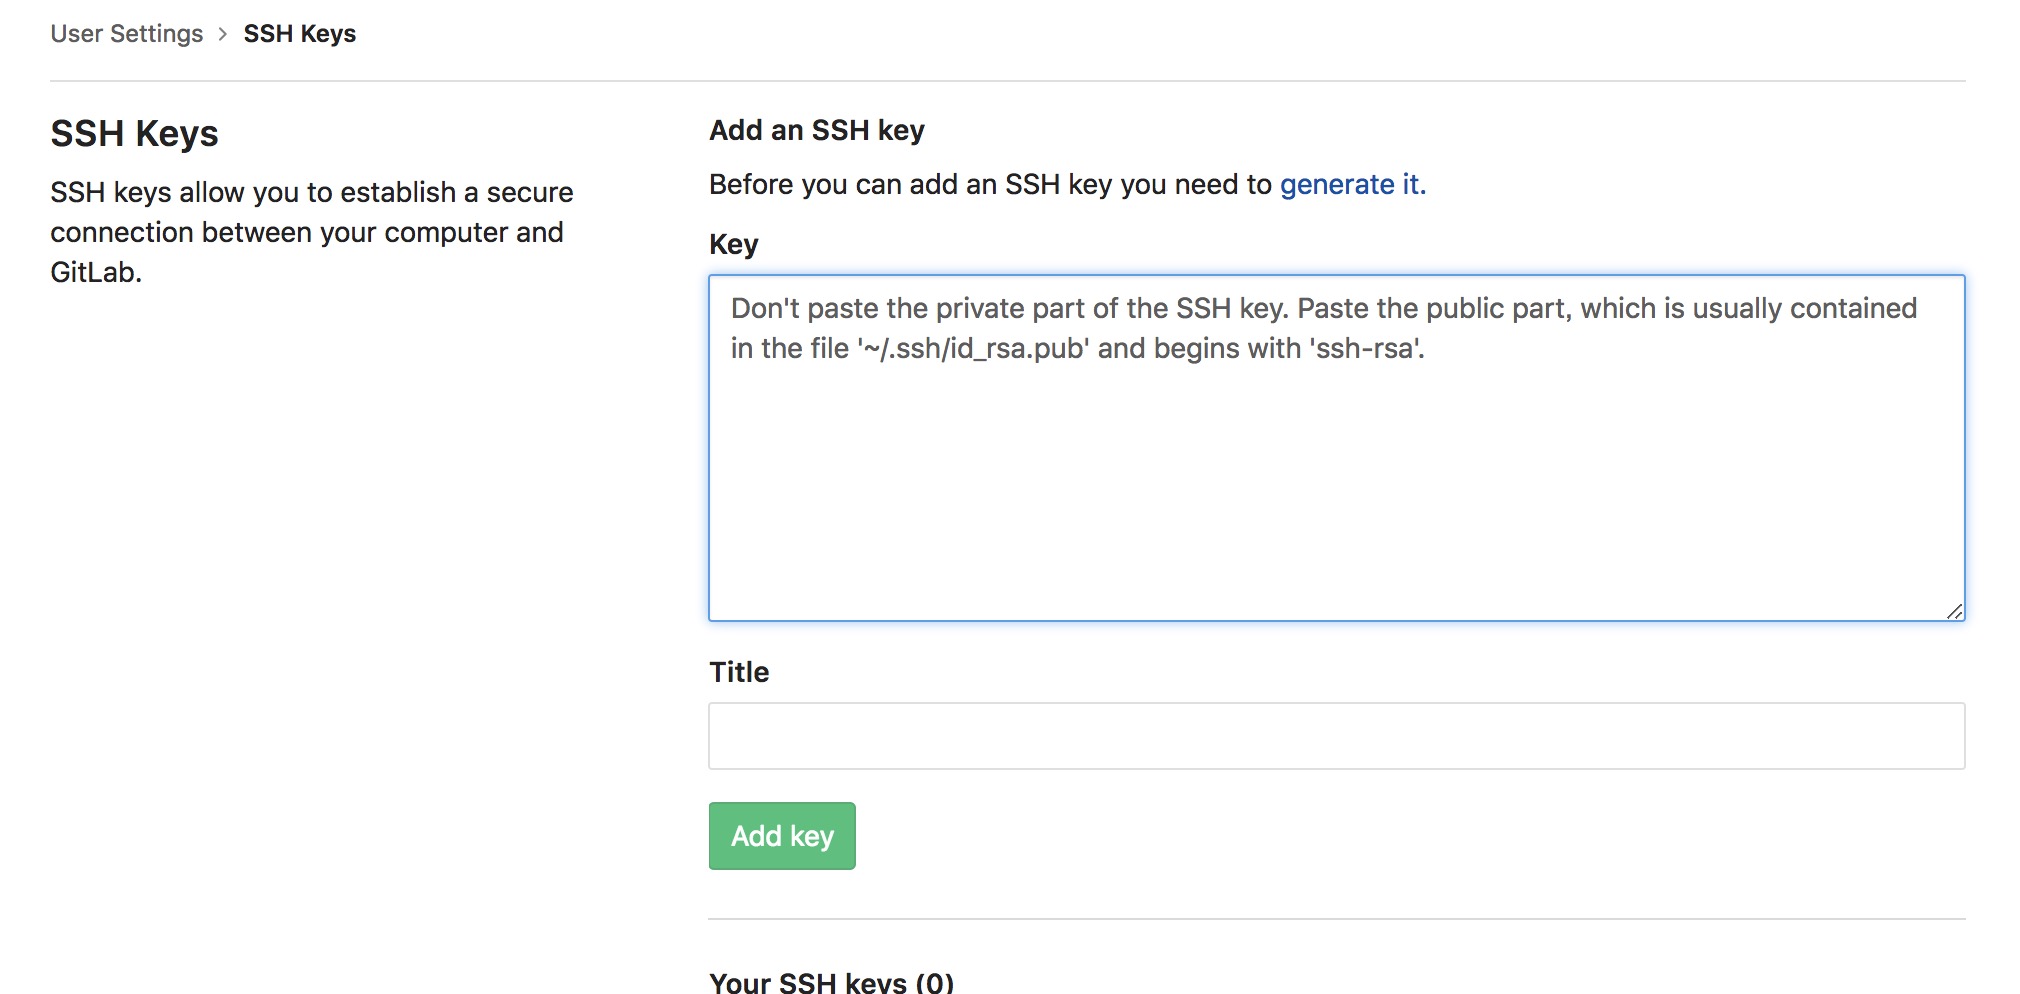 User Settings > SSH Keys
SSH Keys
SSH keys allow you to establish a secure
connection between your computer and
GitLab.
Add an SSH key
Before you can add an SSH key you need to generate it.
Key
Don't paste the private part of the SSH key. Paste the public part, which is usually contained
in the file '~/.ssh/id_rsa.pub' and begins with 'ssh-rsa'.
Title
Add key
Your SSH keys (0)